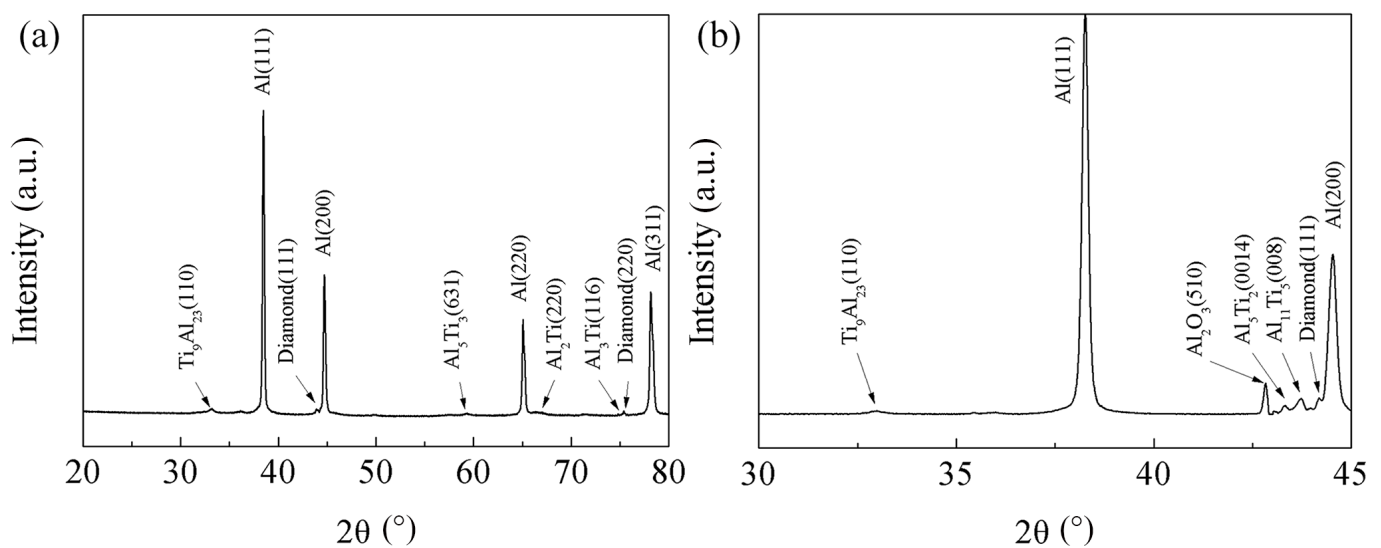 (a)
Intensity (a.u.)
Ti9Al23(110)
Al(111)
Diamond(111)
Al(200)
Al5Ti3(631)
Al(220)
Al2Ti(220)
Al3Ti(116)
Diamond(220)
Al(311)
20 30 40 50 60 70 80
2θ (°)
(b)
Intensity (a.u.)
Ti9Al23(110)
Al(111)
Al2O3(510)
Al5Ti2(0014)
Al11Ti5(008)
Diamond(111)
Al(200)
30 35 40 45
2θ (°)